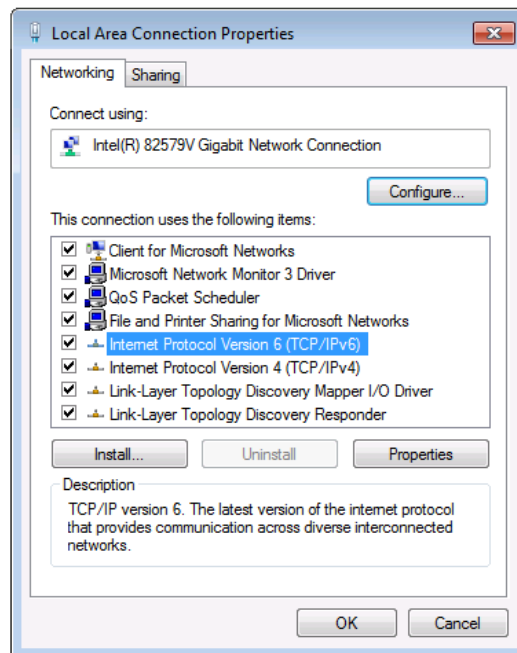 Local Area Connection Properties
Networking
Sharing
Connect using:
Intel(R) 82579V Gigabit Network Connection
Configure...
This connection uses the following items:
Client for Microsoft Networks
Microsoft Network Monitor 3 Driver
QoS Packet Scheduler
File and Printer Sharing for Microsoft Networks
Internet Protocol Version 6 (TCP/IPv6)
Internet Protocol Version 4 (TCP/IPv4)
Link-Layer Topology Discovery Mapper I/O Driver
Link-Layer Topology Discovery Responder
Install...
Uninstall
Properties
Description
TCP/IP version 6. The latest version of the internet protocol
that provides communication across diverse interconnected
networks.
OK
Cancel